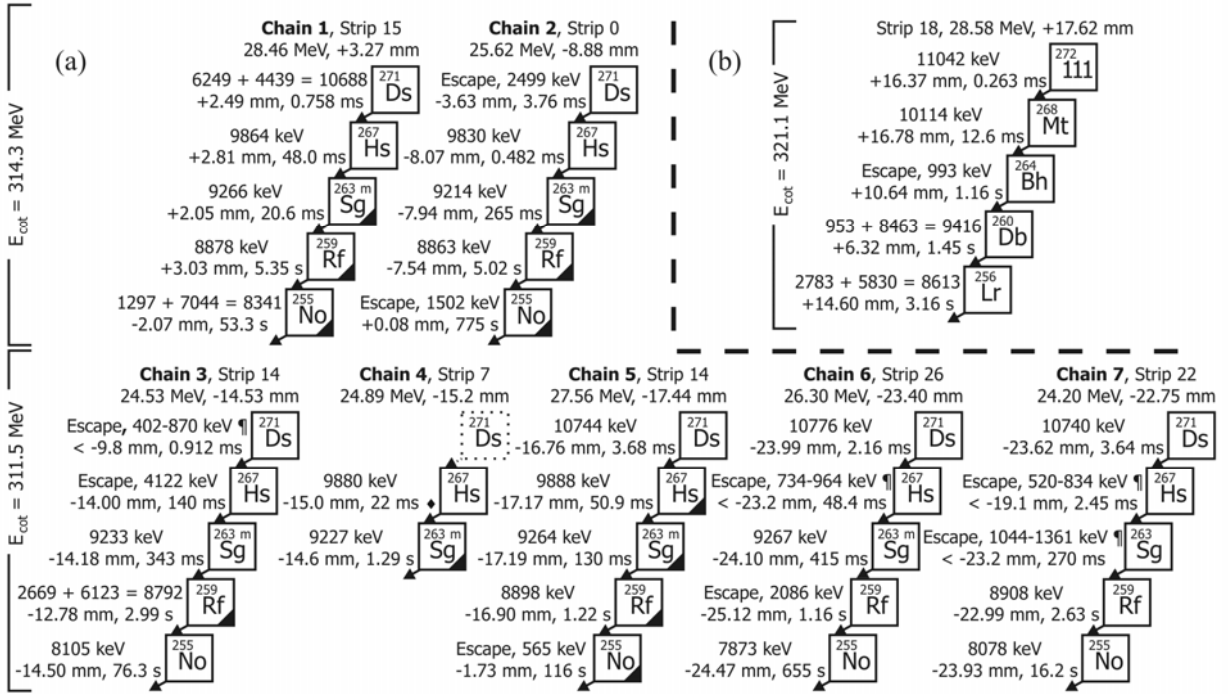 (a)
E_cot = 314.3 MeV
Chain 1, Strip 15
28.46 MeV, +3.27 mm
6249 + 4439 = 10688
+2.49 mm, 0.758 ms
271 Ds
9864 keV
+2.81 mm, 48.0 ms
267 Hs
9266 keV
+2.05 mm, 20.6 ms
263 m Sg
8878 keV
+3.03 mm, 5.35 s
259 Rf
1297 + 7044 = 8341
-2.07 mm, 53.3 s
255 No
Chain 2, Strip 0
25.62 MeV, -8.88 mm
Escape, 2499 keV
-3.63 mm, 3.76 ms
271 Ds
9830 keV
-8.07 mm, 0.482 ms
267 Hs
9214 keV
-7.94 mm, 265 ms
263 m Sg
8863 keV
-7.54 mm, 5.02 s
259 Rf
Escape, 1502 keV
+0.08 mm, 775 s
255 No
(b)
E_cot = 321.1 MeV
Strip 18, 28.58 MeV, +17.62 mm
11042 keV
+16.37 mm, 0.263 ms
272 111
10114 keV
+16.78 mm, 12.6 ms
268 Mt
Escape, 993 keV
+10.64 mm, 1.16 s
264 Bh
953 + 8463 = 9416
+6.32 mm, 1.45 s
260 Db
2783 + 5830 = 8613
+14.60 mm, 3.16 s
256 Lr
E_cot = 311.5 MeV
Chain 3, Strip 14
24.53 MeV, -14.53 mm
Escape, 402-870 keV ¶
< -9.8 mm, 0.912 ms
271 Ds
Escape, 4122 keV
-14.00 mm, 140 ms
267 Hs
9233 keV
-14.18 mm, 343 ms
263 m Sg
2669 + 6123 = 8792
-12.78 mm, 2.99 s
259 Rf
8105 keV
-14.50 mm, 76.3 s
255 No
Chain 4, Strip 7
24.89 MeV, -15.2 mm
271 Ds
9880 keV
-15.0 mm, 22 ms ♦
267 Hs
9227 keV
-14.6 mm, 1.29 s
263 m Sg
Chain 5, Strip 14
27.56 MeV, -17.44 mm
10744 keV
-16.76 mm, 3.68 ms
271 Ds
9888 keV
-17.17 mm, 50.9 ms
267 Hs
9264 keV
-17.19 mm, 130 ms
263 m Sg
8898 keV
-16.90 mm, 1.22 s
259 Rf
Escape, 565 keV
-1.73 mm, 116 s
255 No
Chain 6, Strip 26
26.30 MeV, -23.40 mm
10776 keV
-23.99 mm, 2.16 ms
271 Ds
Escape, 734-964 keV ¶
< -23.2 mm, 48.4 ms
267 Hs
9267 keV
-24.10 mm, 415 ms
263 m Sg
Escape, 2086 keV
-25.12 mm, 1.16 s
259 Rf
7873 keV
-24.47 mm, 655 s
255 No
Chain 7, Strip 22
24.20 MeV, -22.75 mm
10740 keV
-23.62 mm, 3.64 ms
271 Ds
Escape, 520-834 keV ¶
< -19.1 mm, 2.45 ms
267 Hs
Escape, 1044-1361 keV ¶
< -23.2 mm, 270 ms
263 Sg
8908 keV
-22.99 mm, 2.63 s
259 Rf
8078 keV
-23.93 mm, 16.2 s
255 No